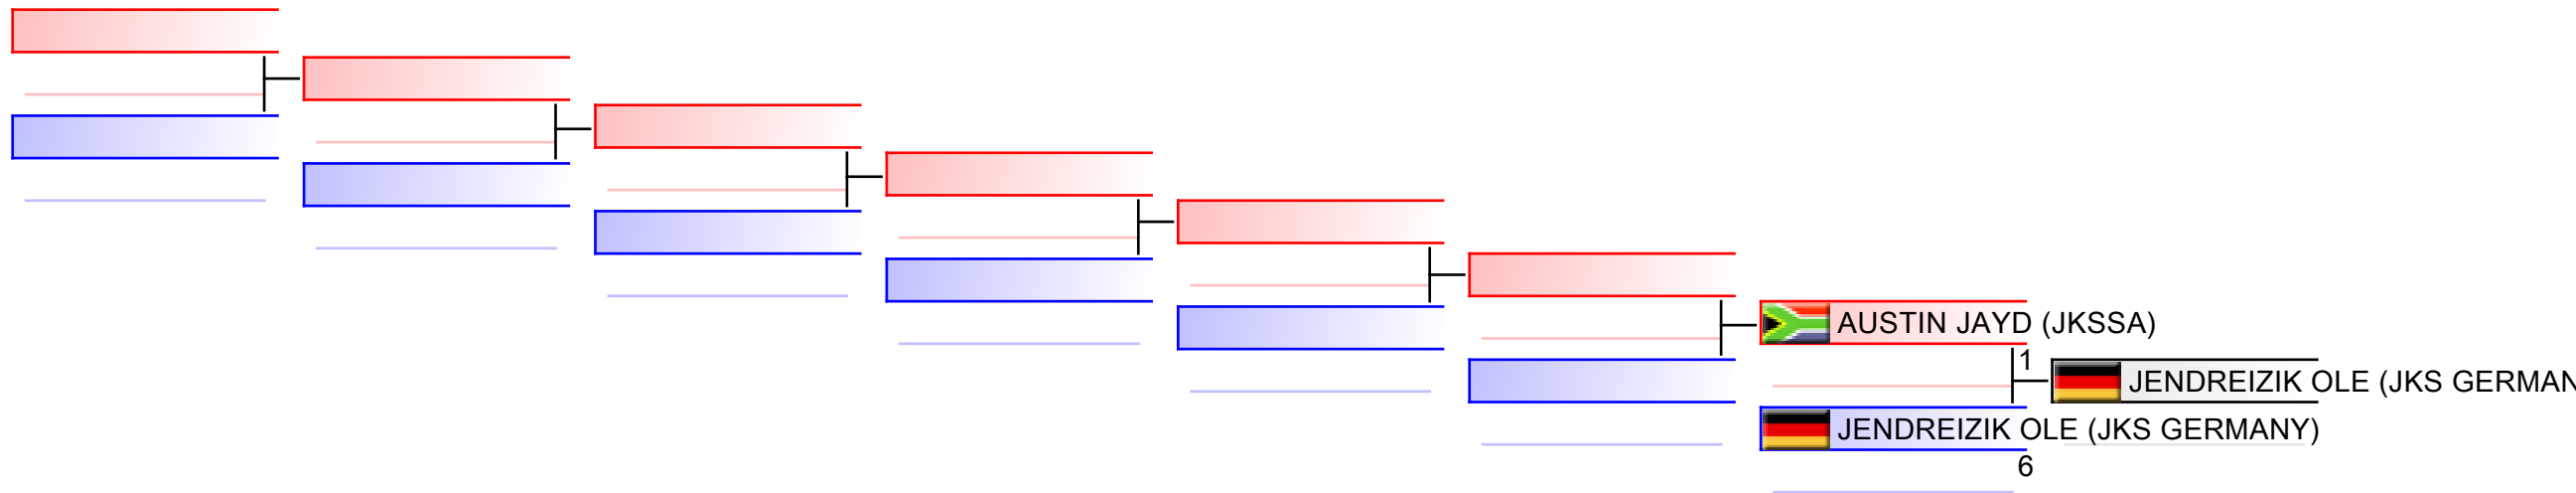 AUSTIN JAYD (JKSSA)
1
JENDREIZIK OLE (JKS GERMAN
JENDREIZIK OLE (JKS GERMANY)
6